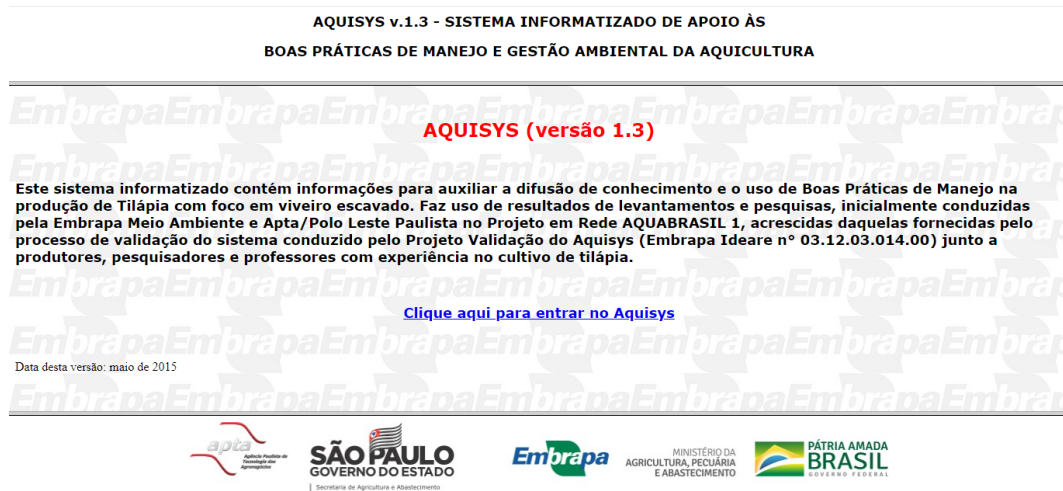 AQUISYS v.1.3 - SISTEMA INFORMATIZADO DE APOIO ÀS
BOAS PRÁTICAS DE MANEJO E GESTÃO AMBIENTAL DA AQUICULTURA
AQUISYS (versão 1.3)
Este sistema informatizado contém informações para auxiliar a difusão de conhecimento e o uso de Boas Práticas de Manejo na
produção de Tilápia com foco em viveiro escavado. Faz uso de resultados de levantamentos e pesquisas, inicialmente conduzidas
pela Embrapa Meio Ambiente e Apta/Polo Leste Paulista no Projeto em Rede AQUABRASIL 1, acrescidas daquelas fornecidas pelo
processo de validação do sistema conduzido pelo Projeto Validação do Aquisys (Embrapa Ideare n° 03.12.03.014.00) junto a
produtores, pesquisadores e professores com experiência no cultivo de tilápia.
Clique aqui para entrar no Aquisys
Data desta versão: maio de 2015
apta
Agência Paulista de
Tecnologia dos
Agronegócios
SÃO PAULO
GOVERNO DO ESTADO
Secretaria de Agricultura e Abastecimento
Embrapa
MINISTÉRIO DA
AGRICULTURA, PECUÁRIA
E ABASTECIMENTO
PÁTRIA AMADA
BRASIL
GOVERNO FEDERAL